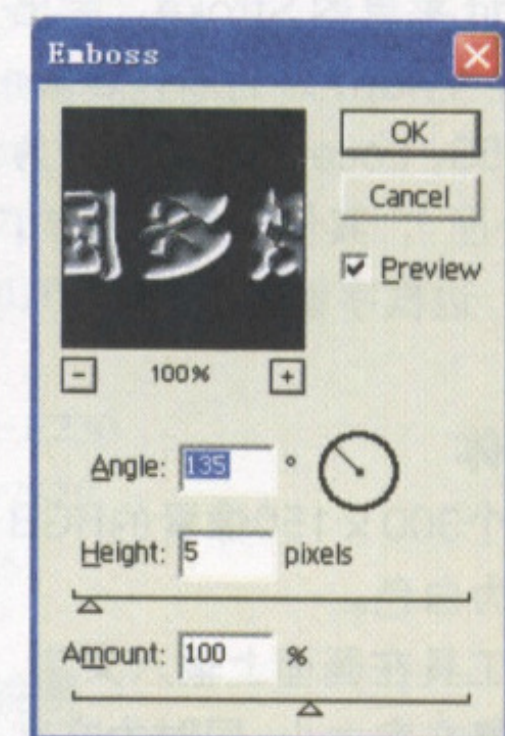 Emboss
OK
Cancel
Preview
- 100% +
Angle: 135 °
Height: 5 pixels
Amount: 100 %